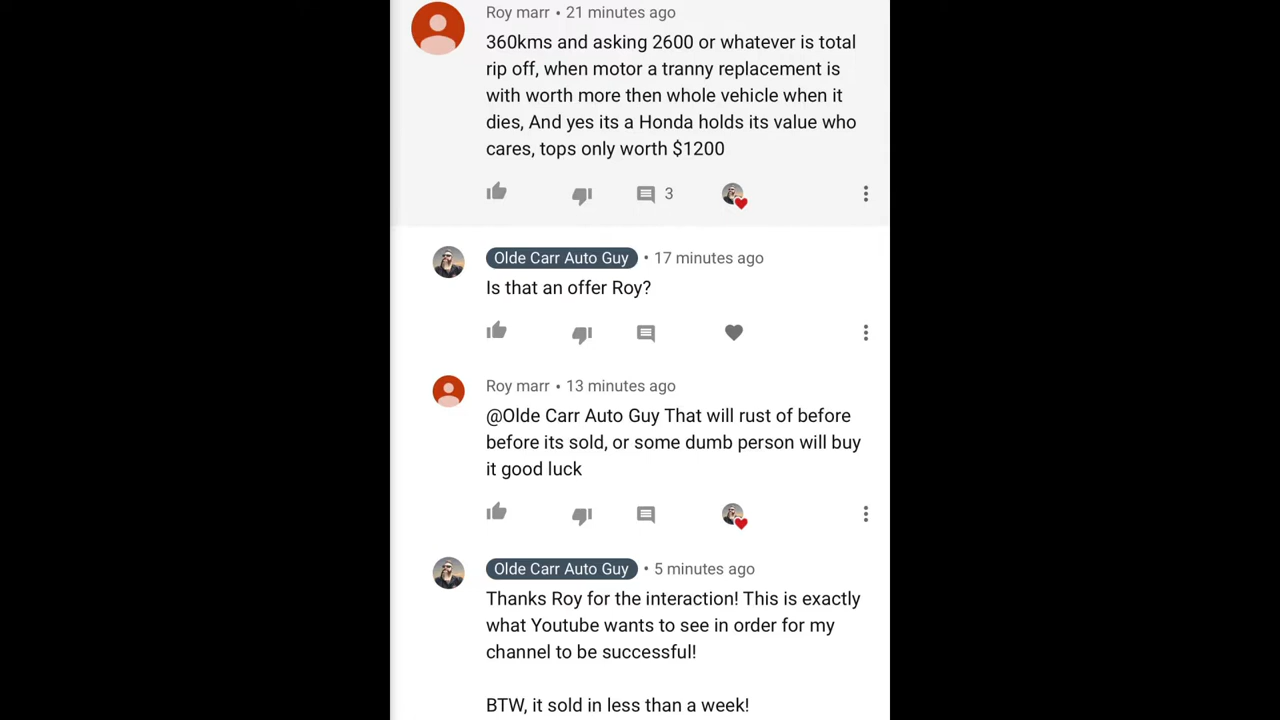 Roy marr • 21 minutes ago
360kms and asking 2600 or whatever is total
rip off, when motor a tranny replacement is
with worth more then whole vehicle when it
dies, And yes its a Honda holds its value who
cares, tops only worth $1200
3
Olde Carr Auto Guy • 17 minutes ago
Is that an offer Roy?
Roy marr • 13 minutes ago
@Olde Carr Auto Guy That will rust of before
before its sold, or some dumb person will buy
it good luck
Olde Carr Auto Guy • 5 minutes ago
Thanks Roy for the interaction! This is exactly
what Youtube wants to see in order for my
channel to be successful!
BTW, it sold in less than a week!